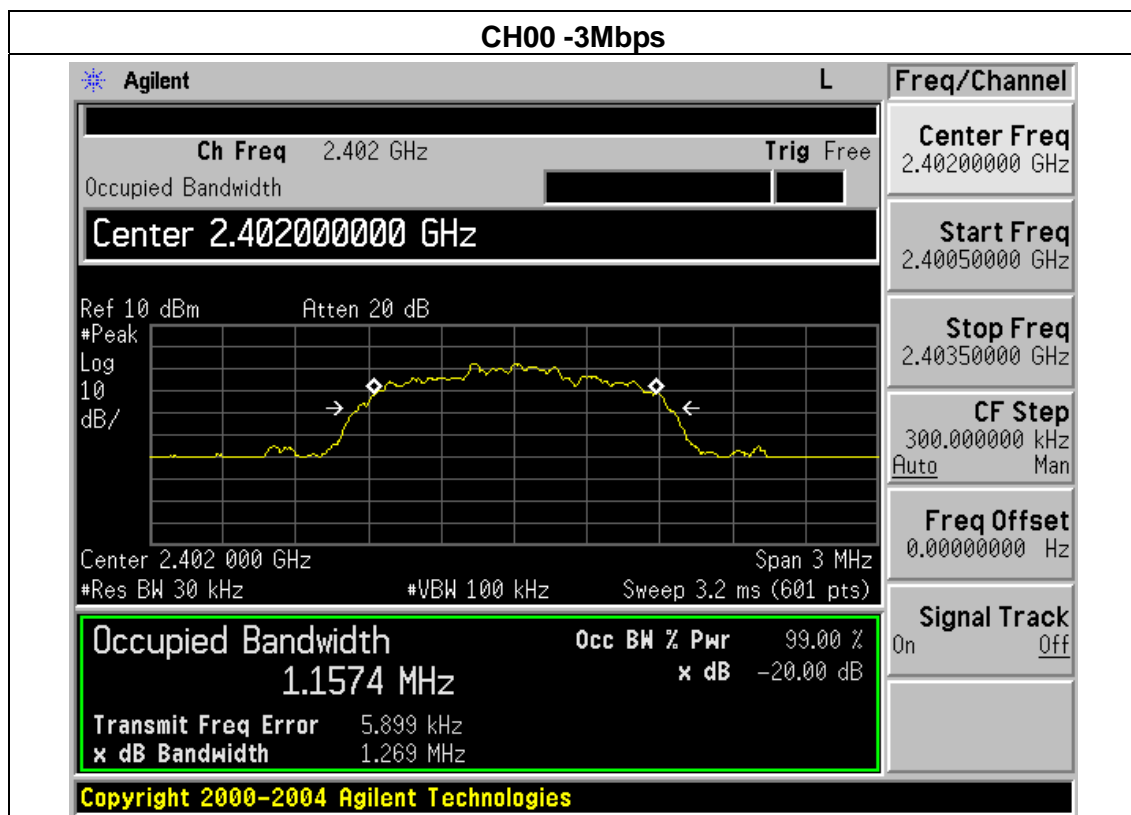 CH00 -3Mbps
Agilent L
Ch Freq 2.402 GHz Trig Free
Occupied Bandwidth
Center 2.402000000 GHz
Ref 10 dBm Atten 20 dB
#Peak
Log
10
dB/
Center 2.402 000 GHz Span 3 MHz
#Res BW 30 kHz #VBW 100 kHz Sweep 3.2 ms (601 pts)
Occupied Bandwidth Occ BW % Pwr 99.00 %
1.1574 MHz x dB -20.00 dB
Transmit Freq Error 5.899 kHz
x dB Bandwidth 1.269 MHz
Copyright 2000-2004 Agilent Technologies
Freq/Channel
Center Freq
2.40200000 GHz
Start Freq
2.40050000 GHz
Stop Freq
2.40350000 GHz
CF Step
300.000000 kHz
Auto Man
Freq Offset
0.00000000 Hz
Signal Track
On Off